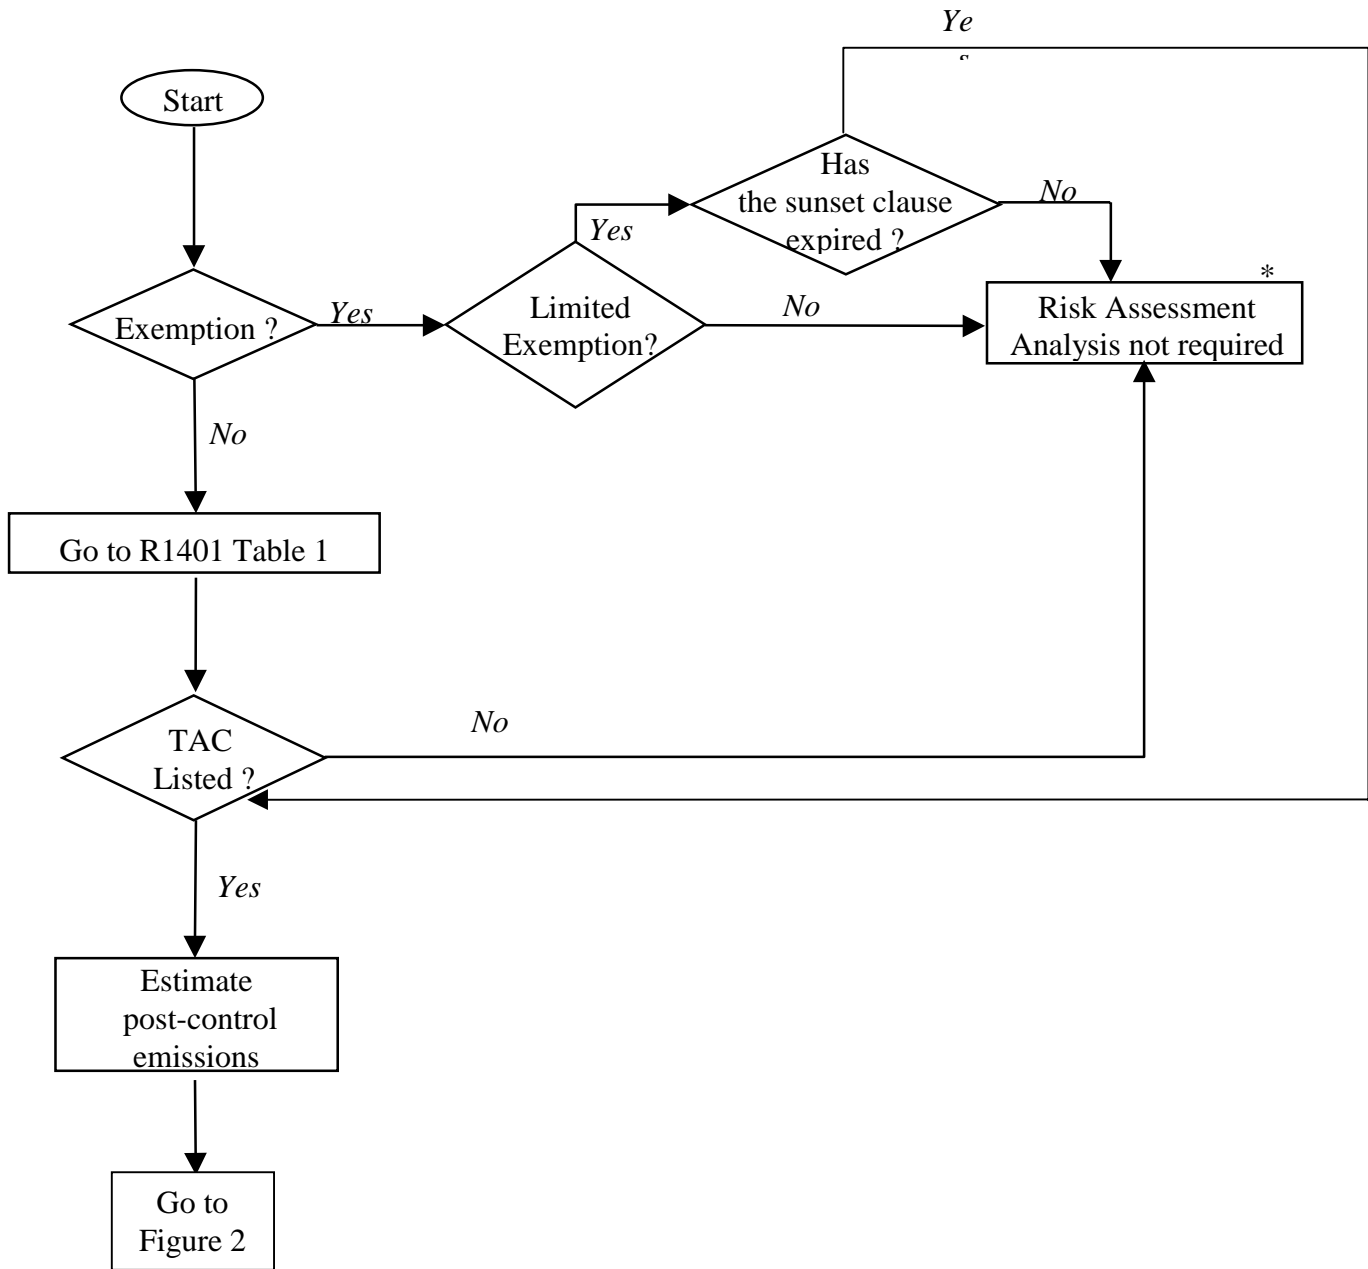 Ye
s
Start
Has
the sunset clause
expired ?
No
Yes
*
Exemption ?
Yes
Limited
Exemption?
No
Risk Assessment
Analysis not required
No
Go to R1401 Table 1
TAC
Listed ?
No
Yes
Estimate
post-control
emissions
Go to
Figure 2